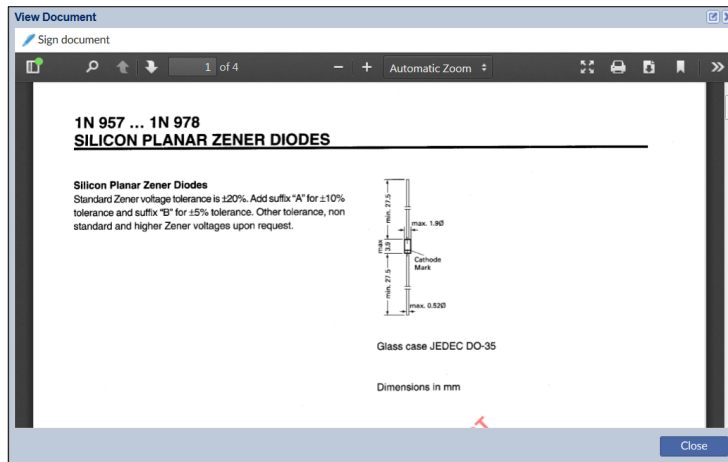 View Document
Sign document
1 of 4
Automatic Zoom
1N 957 ... 1N 978
SILICON PLANAR ZENER DIODES
Silicon Planar Zener Diodes
Standard Zener voltage tolerance is ±20%. Add suffix "A" for ±10%
tolerance and suffix "B" for ±5% tolerance. Other tolerance, non
standard and higher Zener voltages upon request.
min. 27.5
max. 1.9Ø
max
3.9
Cathode
Mark
min. 27.5
max. 0.52Ø
Glass case JEDEC DO-35
Dimensions in mm
T
Close